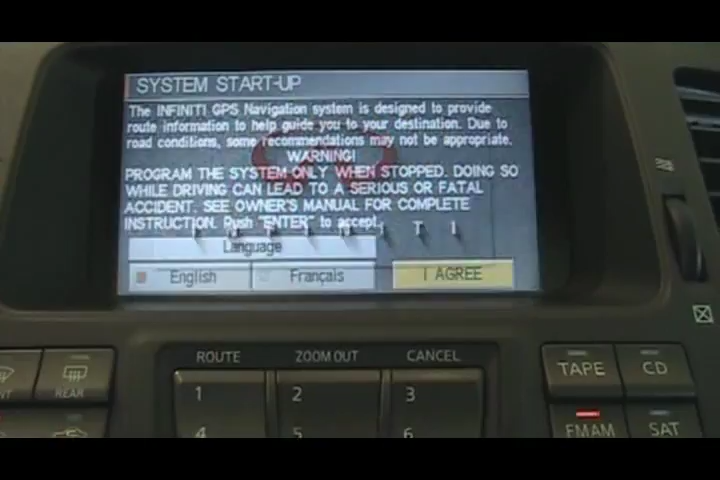 SYSTEM START-UP
The INFINITI GPS Navigation system is designed to provide
route information to help guide you to your destination. Due to
road conditions, some recommendations may not be appropriate.
WARNING!
PROGRAM THE SYSTEM ONLY WHEN STOPPED. DOING SO
WHILE DRIVING CAN LEAD TO A SERIOUS OR FATAL
ACCIDENT. SEE OWNER'S MANUAL FOR COMPLETE
INSTRUCTION. Push "ENTER" to accept.
INFINITI
Language
English Français I AGREE
ROUTE ZOOM OUT CANCEL
1 2 3
TAPE CD
REAR
4 5 6
FMAM SAT